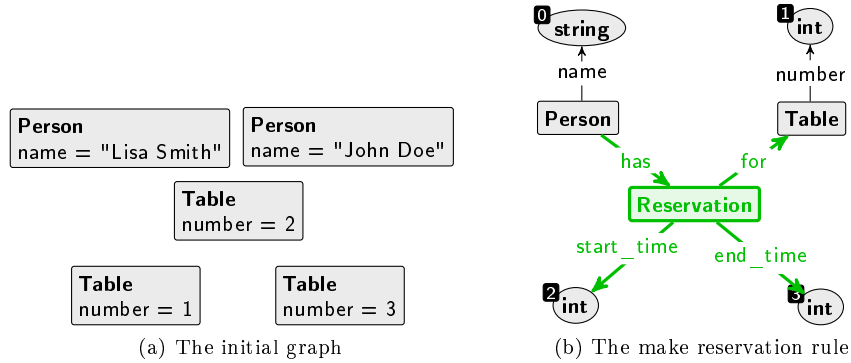 Person
name = "Lisa Smith"
Person
name = "John Doe"
Table
number = 2
Table
number = 1
Table
number = 3
(a) The initial graph
0
string
1
int
name
number
Person
Table
has
for
Reservation
start_time
end_time
2
int
3
int
(b) The make reservation rule